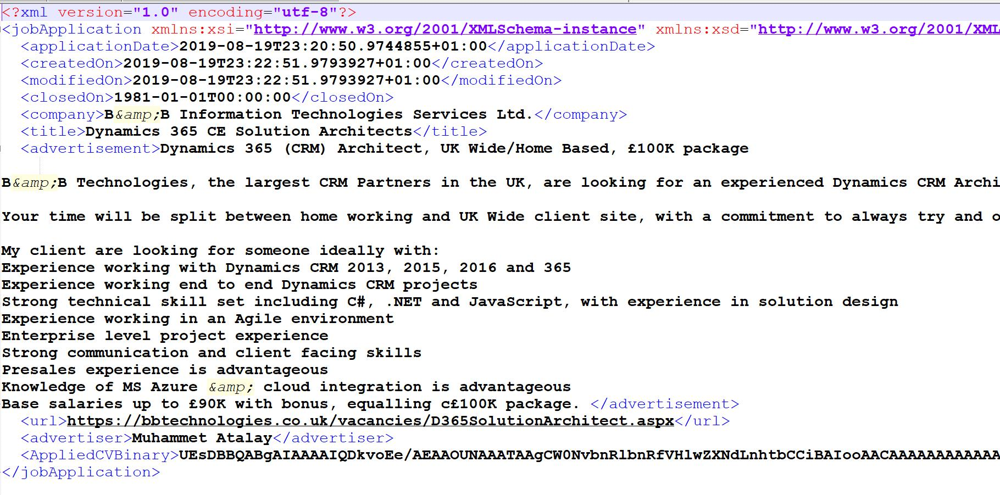 <?xml version="1.0" encoding="utf-8"?>
<jobApplication xmlns:xsi="http://www.w3.org/2001/XMLSchema-instance" xmlns:xsd="http://www.w3.org/2001/XML
<applicationDate>2019-08-19T23:20:50.9744855+01:00</applicationDate>
<createdOn>2019-08-19T23:22:51.9793927+01:00</createdOn>
<modifiedOn>2019-08-19T23:22:51.9793927+01:00</modifiedOn>
<closedOn>1981-01-01T00:00:00</closedOn>
<company>B&amp;B Information Technologies Services Ltd.</company>
<title>Dynamics 365 CE Solution Architects</title>
<advertisement>Dynamics 365 (CRM) Architect, UK Wide/Home Based, £100K package
B&amp;B Technologies, the largest CRM Partners in the UK, are looking for an experienced Dynamics CRM Archi
Your time will be split between home working and UK Wide client site, with a commitment to always try and o
My client are looking for someone ideally with:
Experience working with Dynamics CRM 2013, 2015, 2016 and 365
Experience working end to end Dynamics CRM projects
Strong technical skill set including C#, .NET and JavaScript, with experience in solution design
Experience working in an Agile environment
Enterprise level project experience
Strong communication and client facing skills
Presales experience is advantageous
Knowledge of MS Azure &amp; cloud integration is advantageous
Base salaries up to £90K with bonus, equalling c£100K package. </advertisement>
<url>https://bbtechnologies.co.uk/vacancies/D365SolutionArchitect.aspx</url>
<advertiser>Muhammet Atalay</advertiser>
<AppliedCVBinary>UEsDBBQABgAIAAAAIQDkvoEe/AEAAOUNAAATAAgCW0NvbnRlbnRfVHlwZXNdLnhtbCCiBAIooAACAAAAAAAAAAAA
</jobApplication>